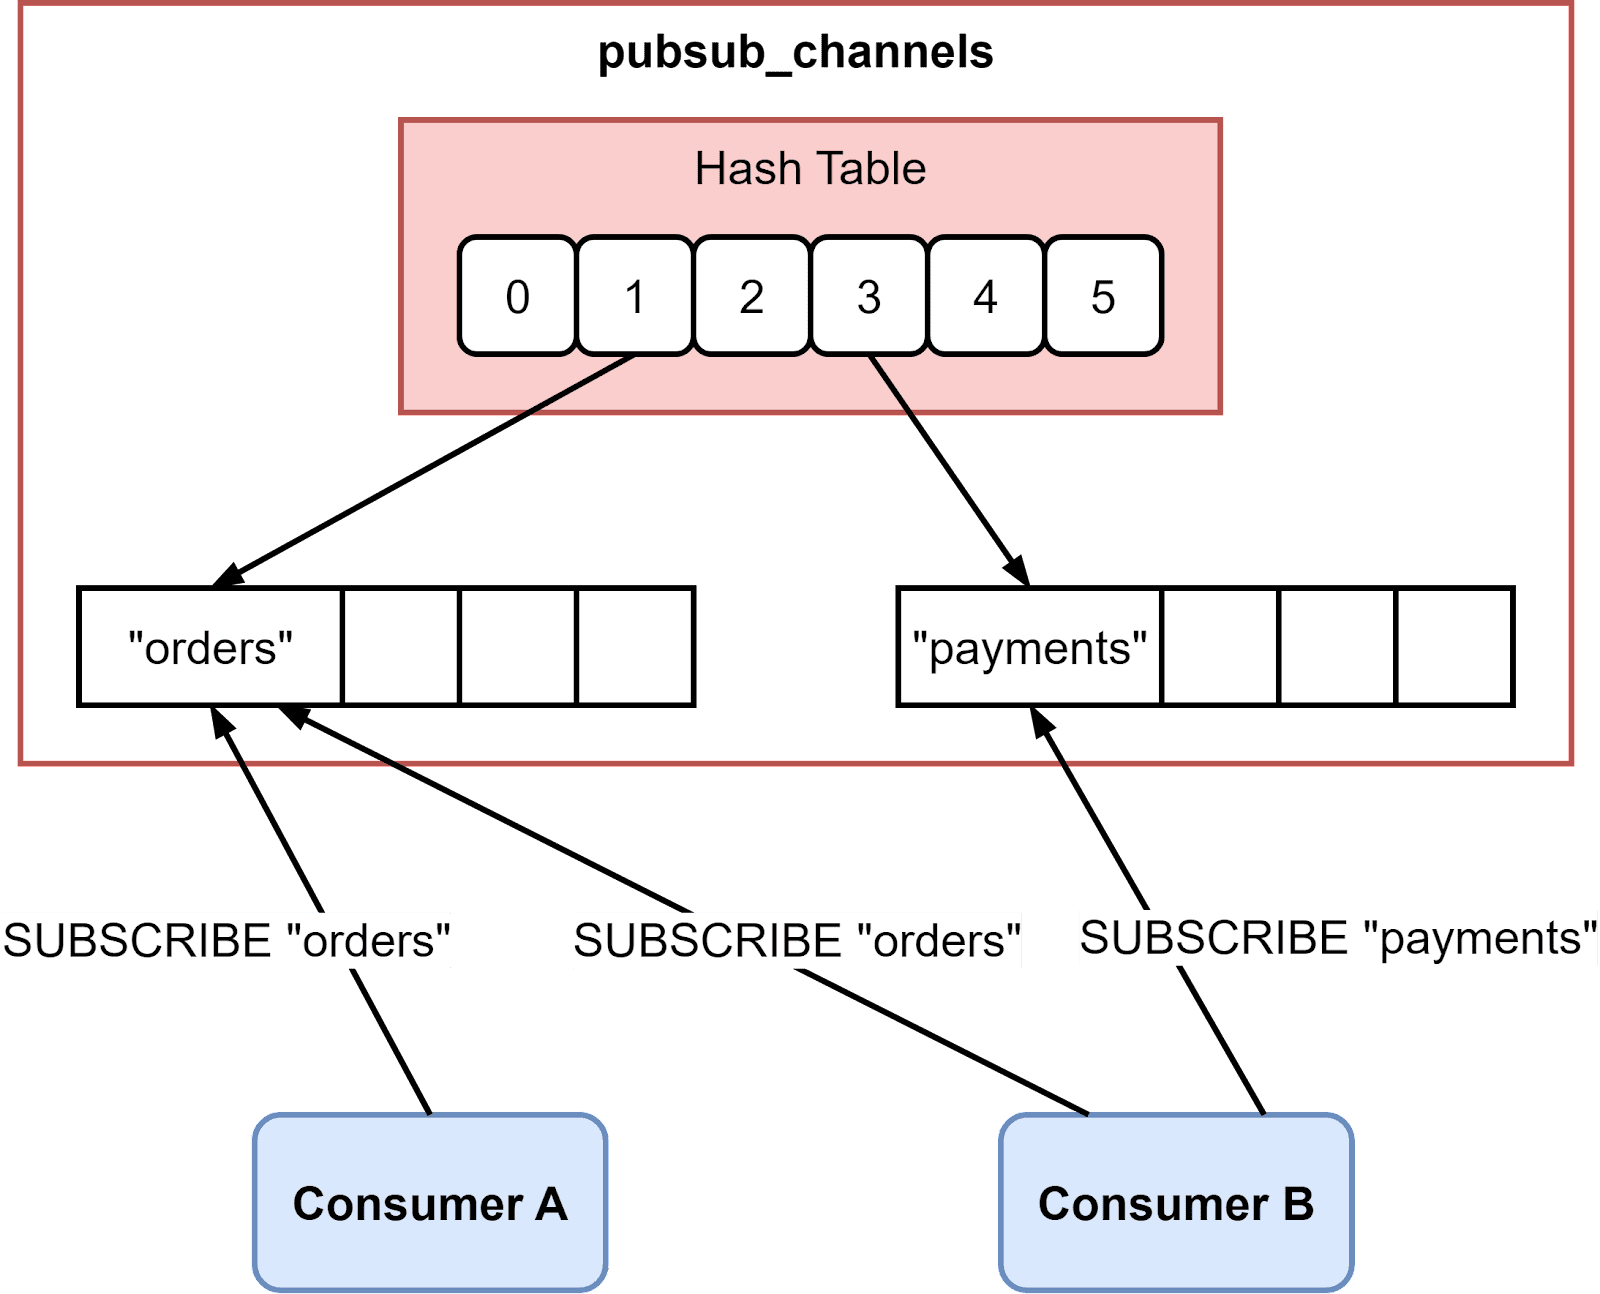 pubsub_channels
Hash Table
0 1 2 3 4 5
"orders"
"payments"
SUBSCRIBE "orders"
SUBSCRIBE "orders"
SUBSCRIBE "payments"
Consumer A
Consumer B